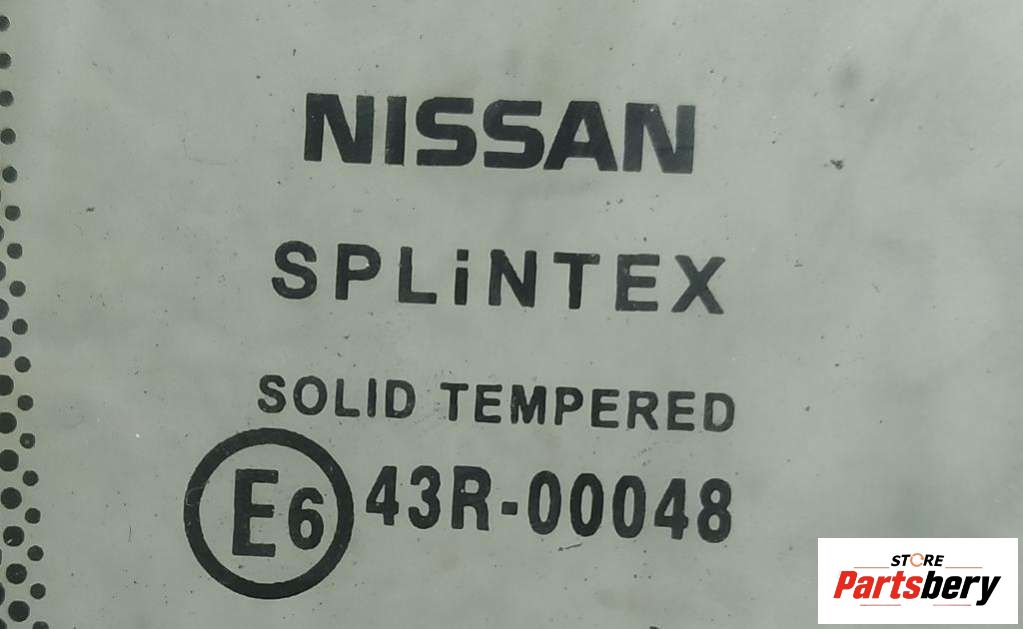 NISSAN
SPLiNTEX
SOLID TEMPERED
E6 43R-00048
STORE
Partsbery